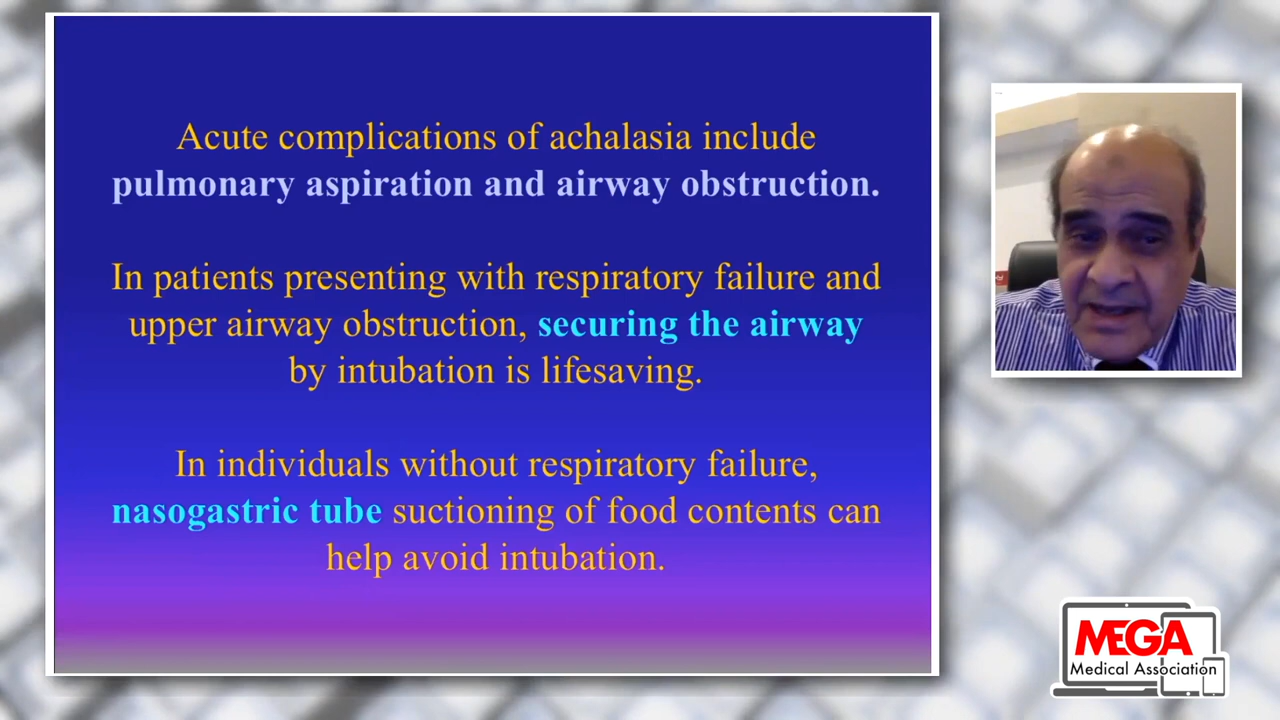 Acute complications of achalasia include
pulmonary aspiration and airway obstruction.
In patients presenting with respiratory failure and
upper airway obstruction, securing the airway
by intubation is lifesaving.
In individuals without respiratory failure,
nasogastric tube suctioning of food contents can
help avoid intubation.
MEGA
Medical Association